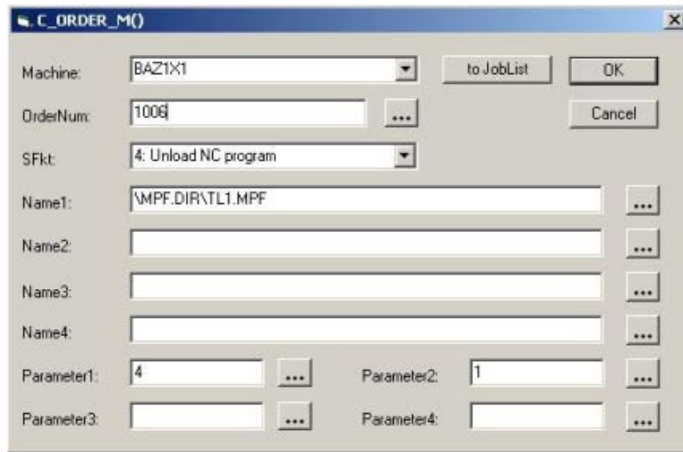 C_ORDER_M()
Machine: BAZ1X1 to JobList OK
OrderNum: 1006 ... Cancel
SFkt: 4: Unload NC program
Name1: \MPF.DIR\TL1.MPF ...
Name2: ...
Name3: ...
Name4: ...
Parameter1: 4 ... Parameter2: 1 ...
Parameter3: ... Parameter4: ...